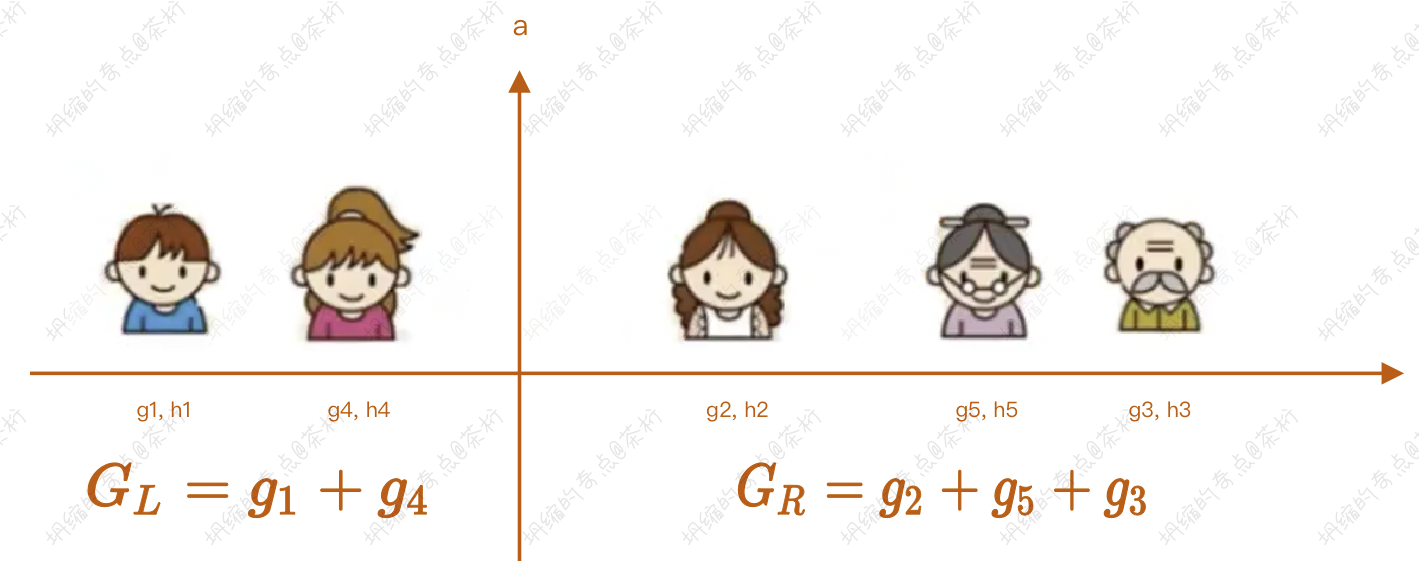 a
g1, h1
g4, h4
g2, h2
g5, h5
g3, h3
G_L = g_1 + g_4
G_R = g_2 + g_5 + g_3
坍缩的奇点@茶桁